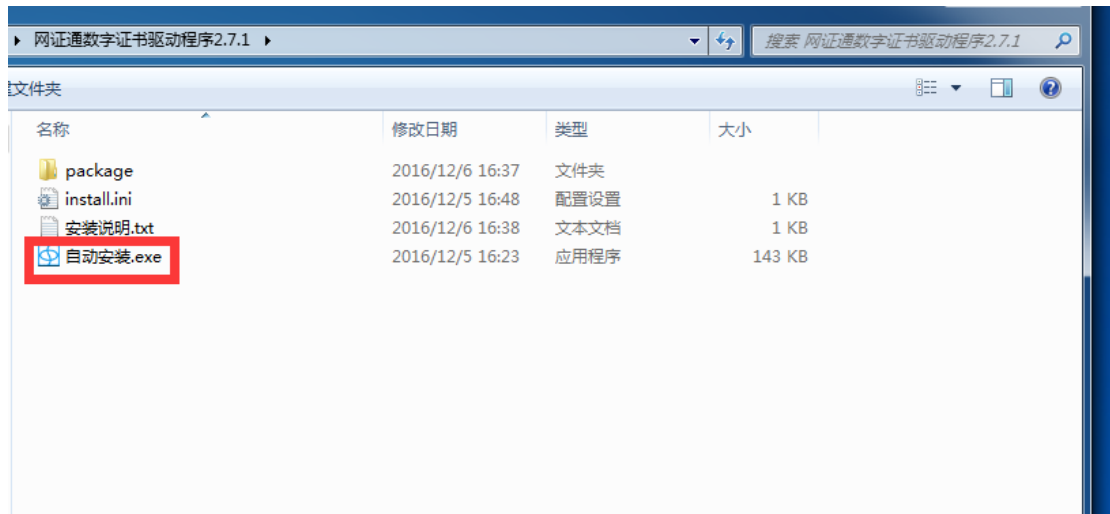 网证通数字证书驱动程序2.7.1
搜索 网证通数字证书驱动程序2.7.1
文件夹
名称 修改日期 类型 大小
package 2016/12/6 16:37 文件夹
install.ini 2016/12/5 16:48 配置设置 1 KB
安装说明.txt 2016/12/6 16:38 文本文档 1 KB
自动安装.exe 2016/12/5 16:23 应用程序 143 KB